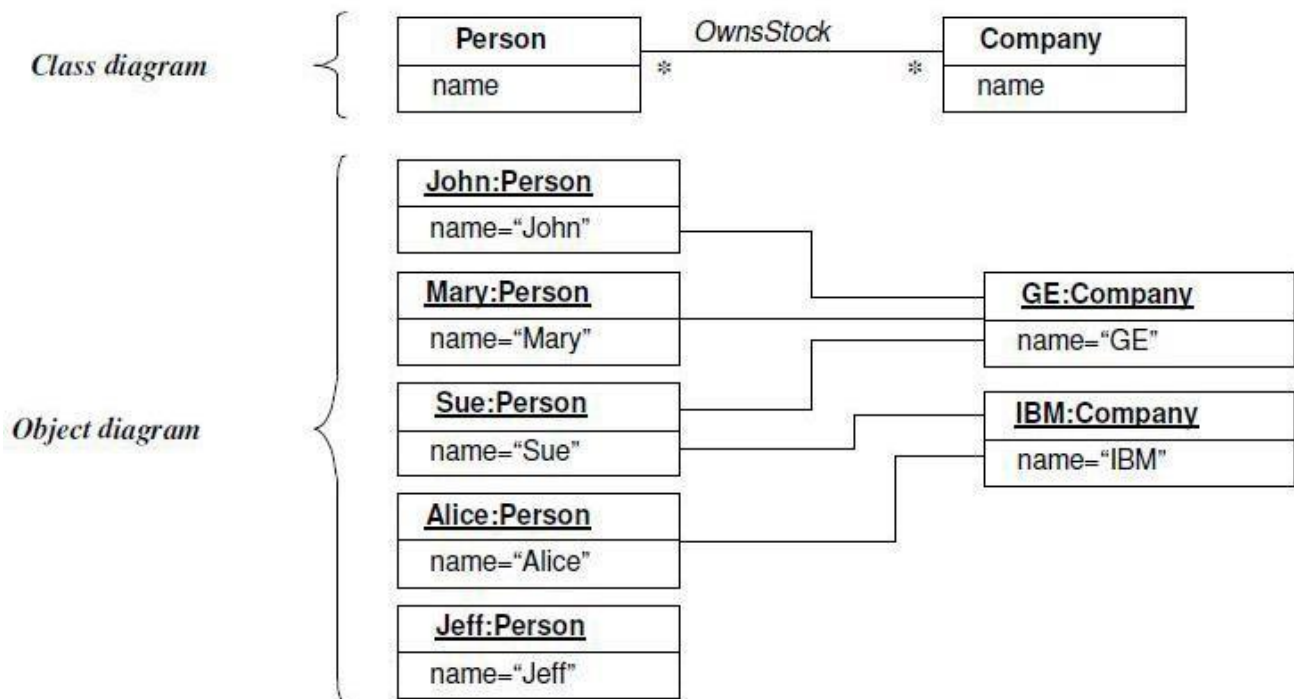 Class diagram
Person
name
OwnsStock
*
*
Company
name
Object diagram
John:Person
name=“John”
Mary:Person
name=“Mary”
Sue:Person
name=“Sue”
Alice:Person
name=“Alice”
Jeff:Person
name=“Jeff”
GE:Company
name=“GE”
IBM:Company
name=“IBM”